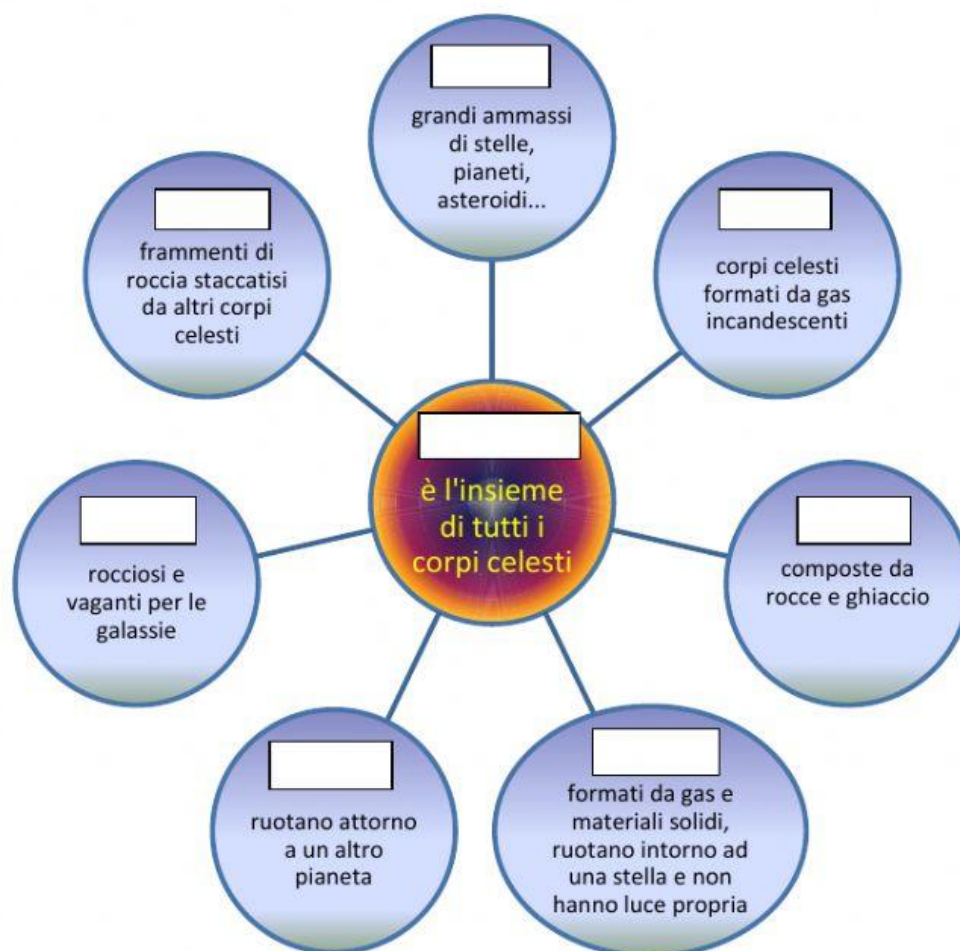 grandi ammassi
di stelle,
pianeti,
asteroidi...
frammenti di
roccia staccatisi
da altri corpi
celesti
corpi celesti
formati da gas
incandescenti
è l'insieme
di tutti i
corpi celesti
rocciosi e
vaganti per le
galassie
composte da
rocce e ghiaccio
ruotano attorno
a un altro
pianeta
formati da gas e
materiali solidi,
ruotano intorno ad
una stella e non
hanno luce propria